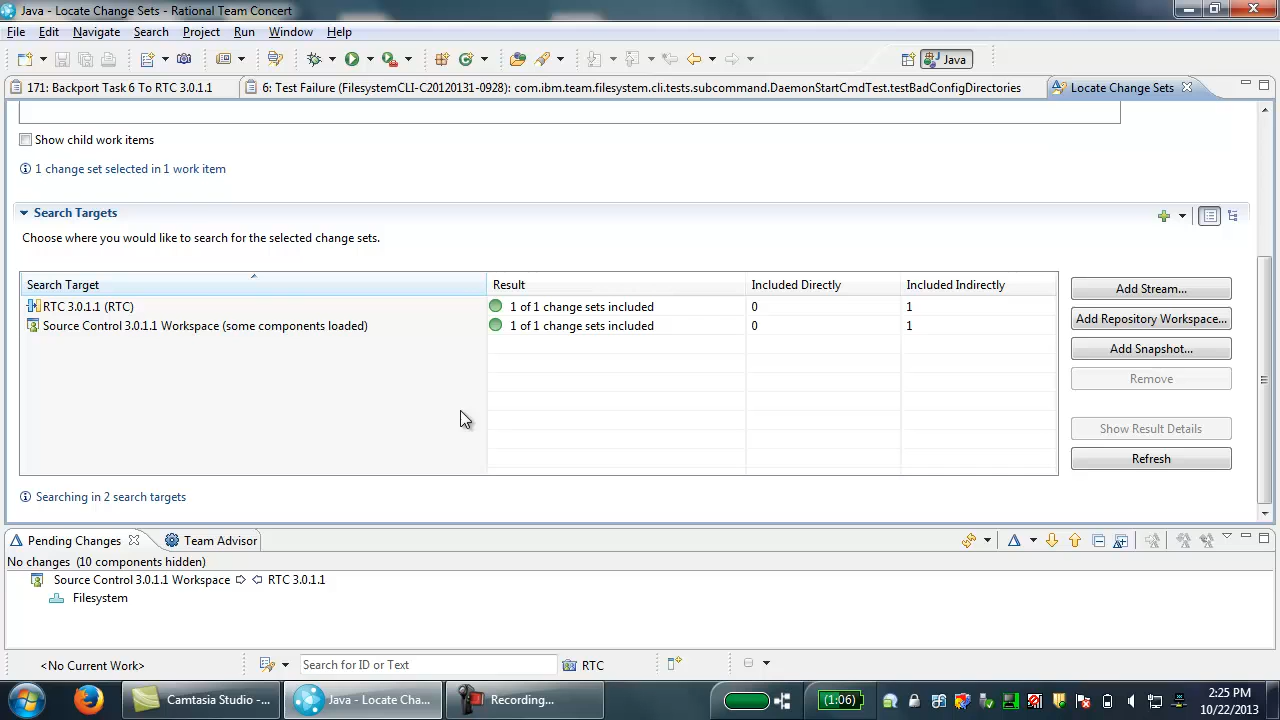 Java - Locate Change Sets - Rational Team Concert
File Edit Navigate Search Project Run Window Help
Java
171: Backport Task 6 To RTC 3.0.1.1
6: Test Failure (FilesystemCLI-C20120131-0928): com.ibm.team.filesystem.cli.tests.subcommand.DaemonStartCmdTest.testBadConfigDirectories
Locate Change Sets
Show child work items
1 change set selected in 1 work item
Search Targets
Choose where you would like to search for the selected change sets.
Search Target Result Included Directly Included Indirectly
RTC 3.0.1.1 (RTC) 1 of 1 change sets included 0 1
Source Control 3.0.1.1 Workspace (some components loaded) 1 of 1 change sets included 0 1
Add Stream...
Add Repository Workspace...
Add Snapshot...
Remove
Show Result Details
Refresh
Searching in 2 search targets
Pending Changes Team Advisor
No changes (10 components hidden)
Source Control 3.0.1.1 Workspace RTC 3.0.1.1
Filesystem
<No Current Work> Search for ID or Text RTC
Camtasia Studio -... Java - Locate Cha... Recording... (1:06) 2:25 PM
10/22/2013